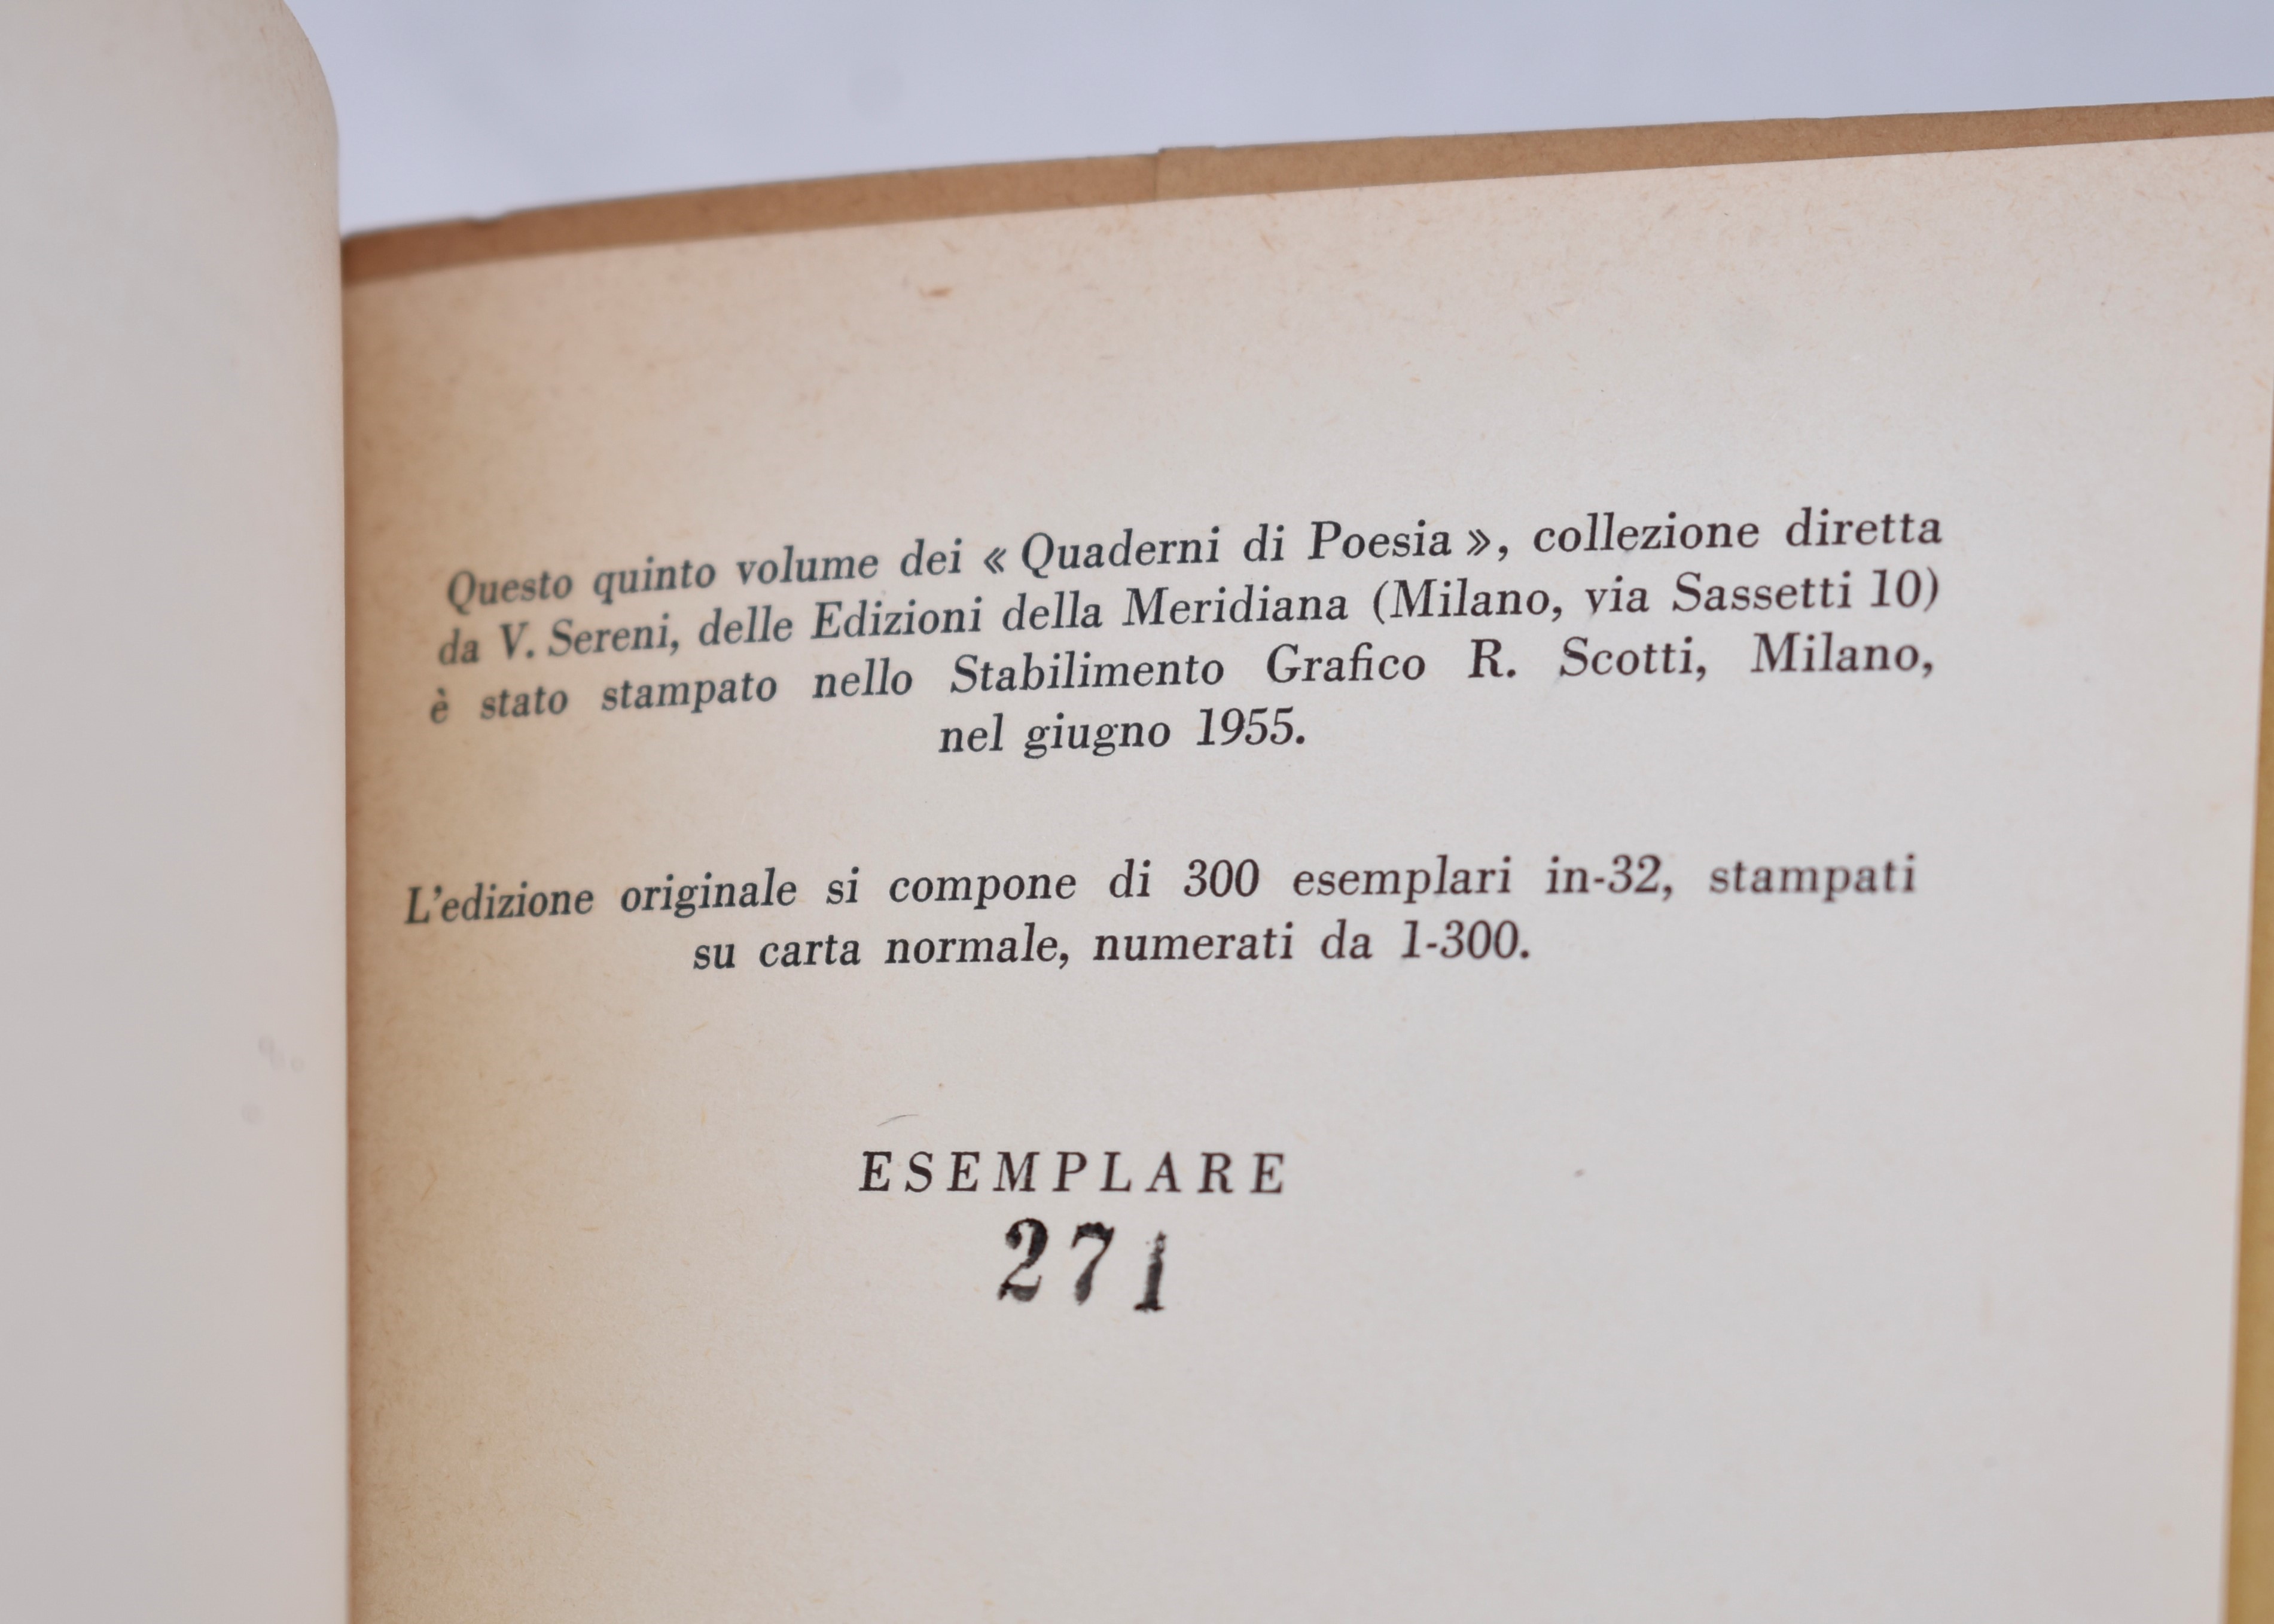 Questo quinto volume dei « Quaderni di Poesia », collezione diretta
da V. Sereni, delle Edizioni della Meridiana (Milano, via Sassetti 10)
è stato stampato nello Stabilimento Grafico R. Scotti, Milano,
nel giugno 1955.
L'edizione originale si compone di 300 esemplari in-32, stampati
su carta normale, numerati da 1-300.
ESEMPLARE
271